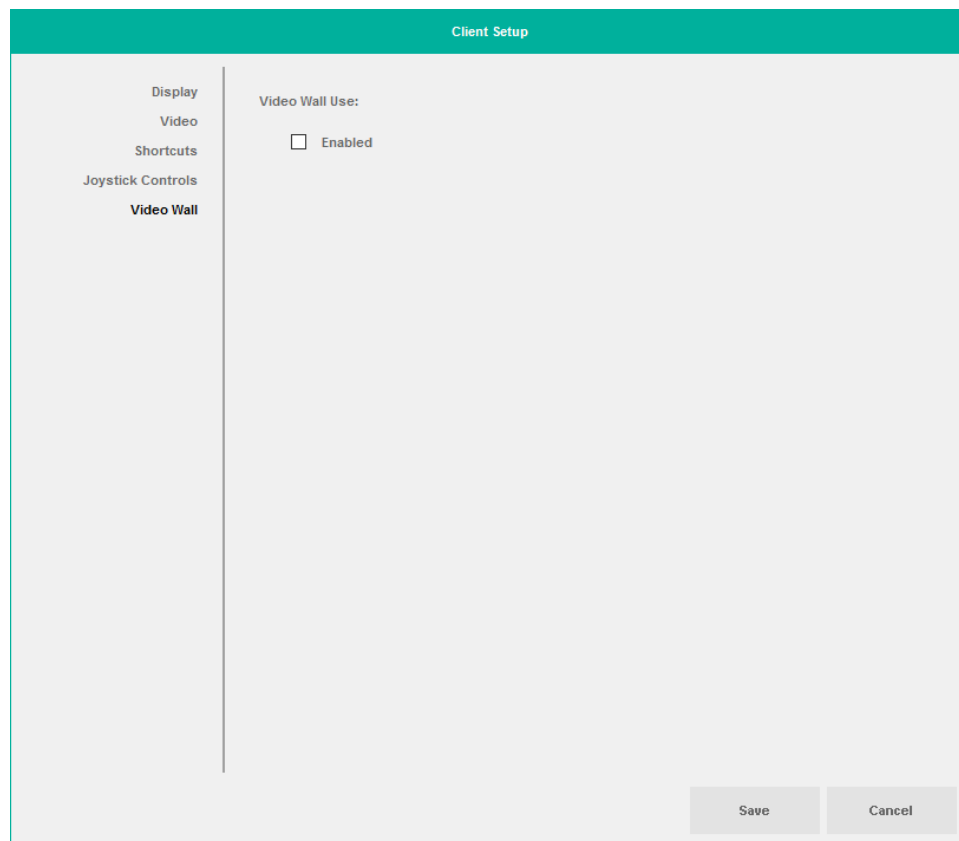 Client Setup
Display
Video
Shortcuts
Joystick Controls
Video Wall
Video Wall Use:
Enabled
Save
Cancel